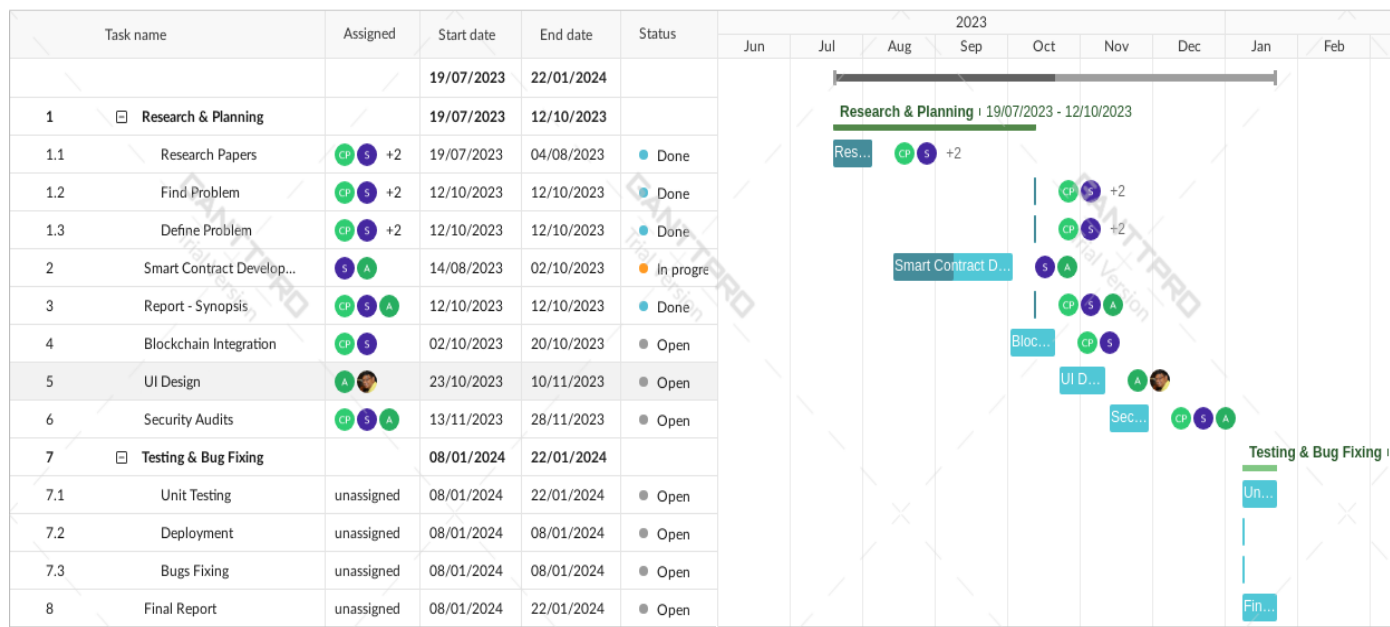 Task name Assigned Start date End date Status 2023
Jun Jul Aug Sep Oct Nov Dec Jan Feb
19/07/2023 22/01/2024
1 Research & Planning 19/07/2023 12/10/2023 Research & Planning 19/07/2023 - 12/10/2023
1.1 Research Papers CP S +2 19/07/2023 04/08/2023 Done Res... CP S +2
1.2 Find Problem CP S +2 12/10/2023 12/10/2023 Done CP S +2
1.3 Define Problem CP S +2 12/10/2023 12/10/2023 Done CP S +2
2 Smart Contract Develop... S A 14/08/2023 02/10/2023 In progre Smart Contract D... S A
3 Report - Synopsis CP S A 12/10/2023 12/10/2023 Done CP S A
4 Blockchain Integration CP S 02/10/2023 20/10/2023 Open Bloc... CP S
5 UI Design A 23/10/2023 10/11/2023 Open UI D... A
6 Security Audits CP S A 13/11/2023 28/11/2023 Open Sec... CP S A
7 Testing & Bug Fixing 08/01/2024 22/01/2024 Testing & Bug Fixing
7.1 Unit Testing unassigned 08/01/2024 22/01/2024 Open Un...
7.2 Deployment unassigned 08/01/2024 08/01/2024 Open
7.3 Bugs Fixing unassigned 08/01/2024 08/01/2024 Open
8 Final Report unassigned 08/01/2024 22/01/2024 Open Fin...
GANTTPRO
Trial Version
GANTTPRO
Trial Version
GANTTPRO
Trial Version